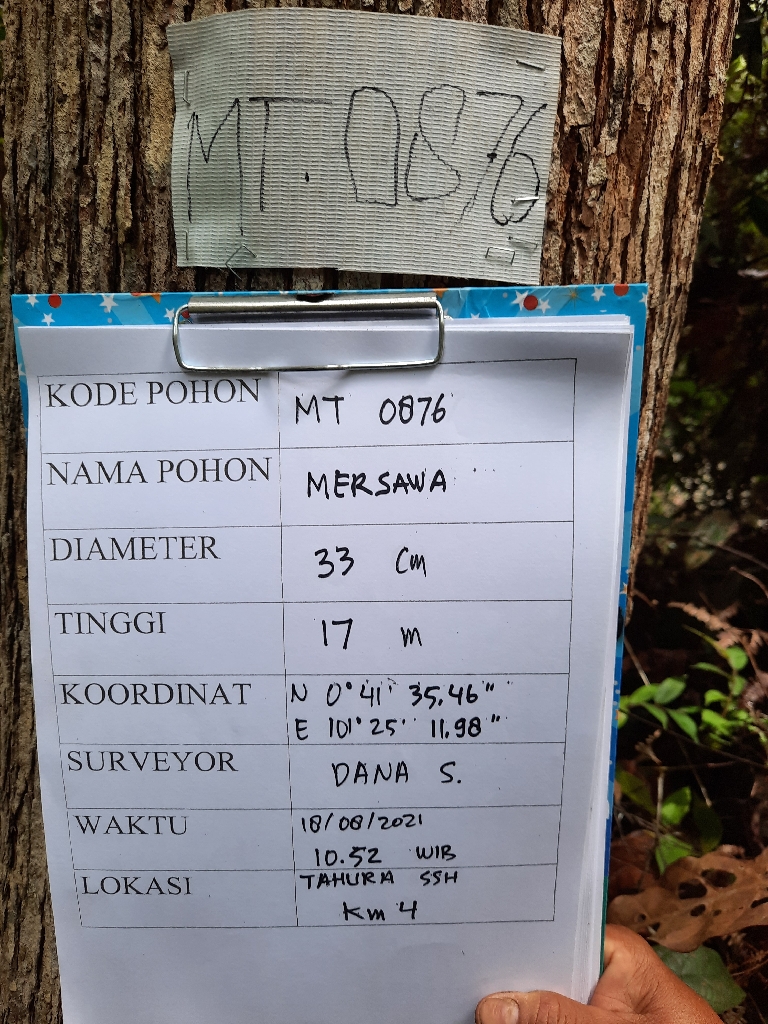 MT. 0876
KODE POHON MT 0876
NAMA POHON MERSAWA
DIAMETER 33 Cm
TINGGI 17 m
KOORDINAT N 0° 41' 35.46"
E 101° 25' 11.98"
SURVEYOR DANA S.
WAKTU 18/08/2021
10.52 WIB
LOKASI TAHURA SSH
Km 4